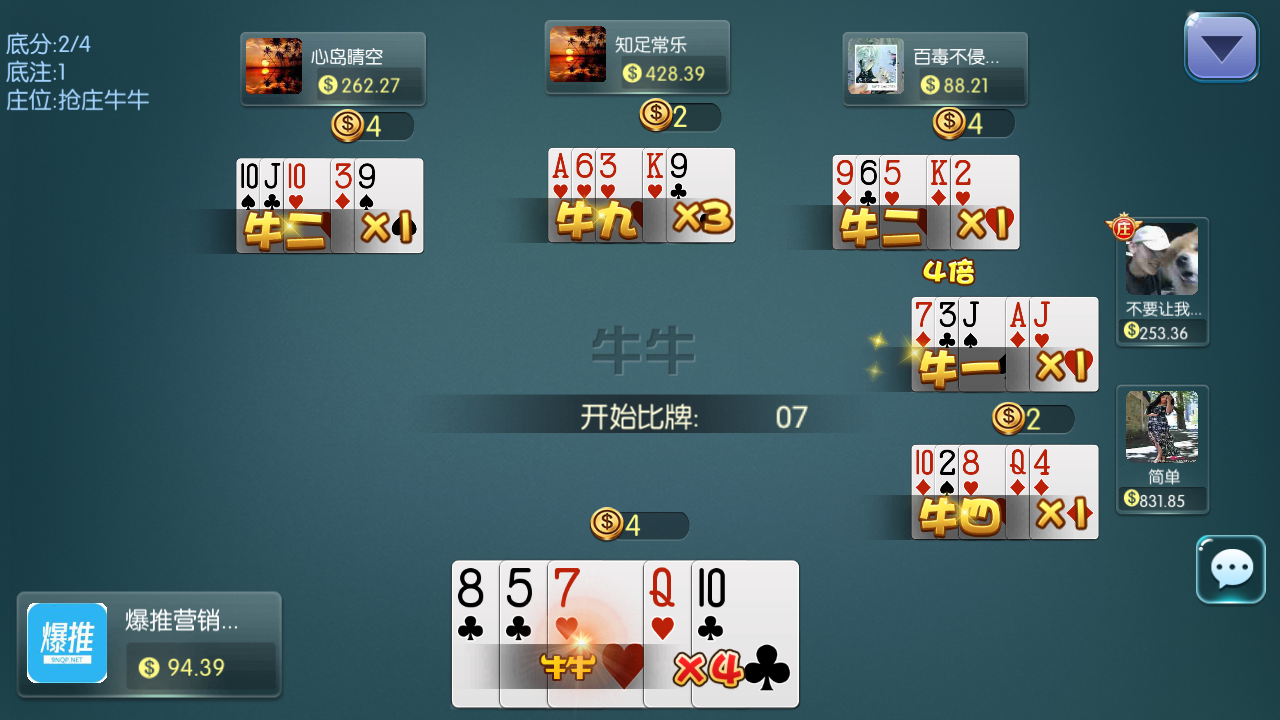 底分:2/4
底注:1
庄位:抢庄牛牛
心岛晴空
262.27
4
10 J 10 3 9
牛二 ×1
知足常乐
428.39
2
A 6 3 K 9
牛九 ×3
百毒不侵...
88.21
4
9 6 5 K 2
牛二 ×1
4倍
庄
不要让我...
253.36
7 3 J A J
牛一 ×1
牛牛
开始比牌: 07
2
10 2 8 Q 4
牛四 ×1
简单
831.85
4
8 5 7 Q 10
牛牛 ×4
爆推
9NQP.NET
爆推营销...
94.39